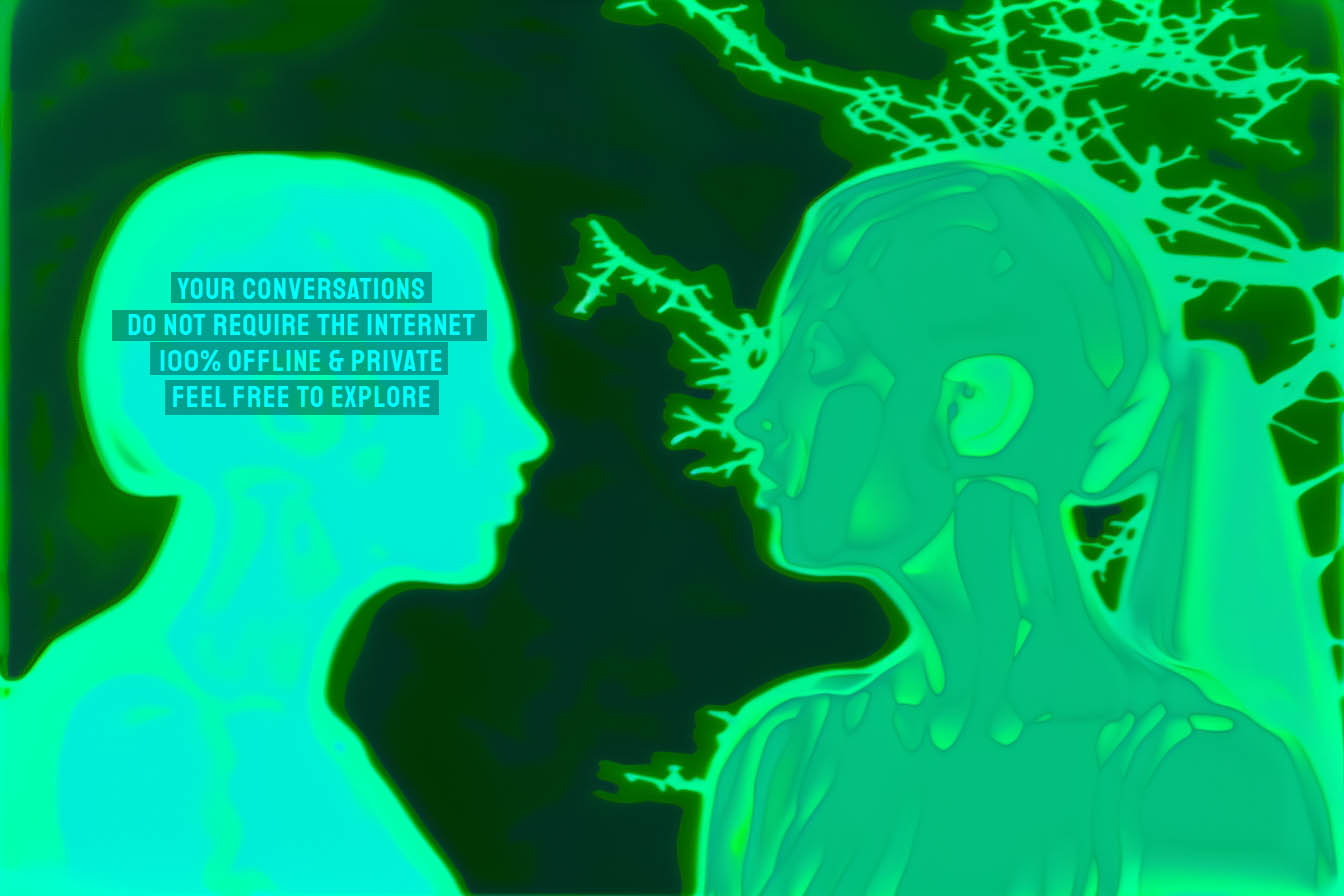 YOUR CONVERSATIONS
DO NOT REQUIRE THE INTERNET
100% OFFLINE & PRIVATE
FEEL FREE TO EXPLORE